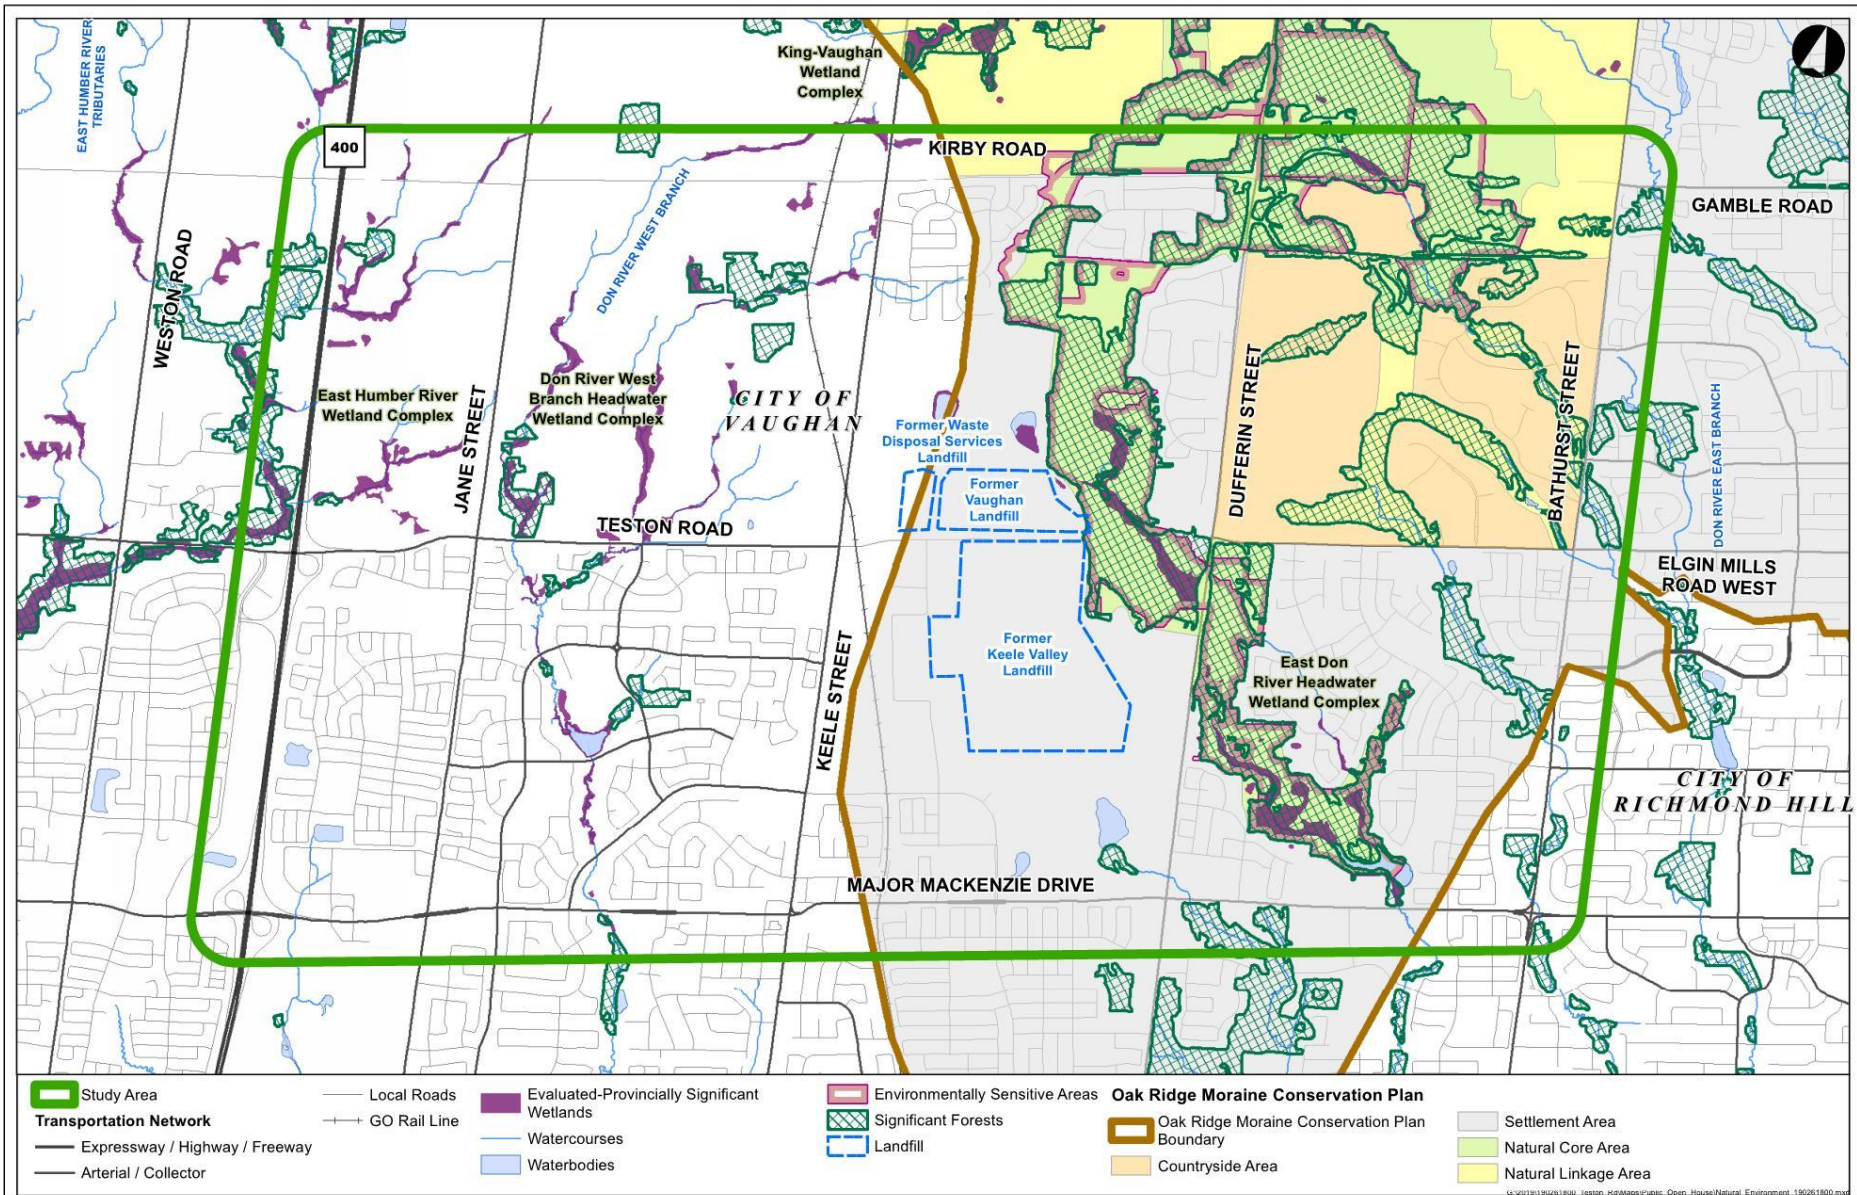 EAST HUMBER RIVER
TRIBUTARIES
King-Vaughan
Wetland
Complex
400
KIRBY ROAD
DON RIVER WEST BRANCH
GAMBLE ROAD
WESTON ROAD
East Humber River
Wetland Complex
JANE STREET
Don River West
Branch Headwater
Wetland Complex
CITY OF
VAUGHAN
Former Waste
Disposal Services
Landfill
Former
Vaughan
Landfill
DUFFERIN STREET
BATHURST STREET
DON RIVER EAST BRANCH
TESTON ROAD
ELGIN MILLS
ROAD WEST
KEELE STREET
Former
Keele Valley
Landfill
East Don
River Headwater
Wetland Complex
CITY OF
RICHMOND HILL
MAJOR MACKENZIE DRIVE
Study Area
Transportation Network
Expressway / Highway / Freeway
Arterial / Collector
Local Roads
GO Rail Line
Evaluated-Provincially Significant
Wetlands
Watercourses
Waterbodies
Environmentally Sensitive Areas
Significant Forests
Landfill
Oak Ridge Moraine Conservation Plan
Oak Ridge Moraine Conservation Plan
Boundary
Countryside Area
Settlement Area
Natural Core Area
Natural Linkage Area